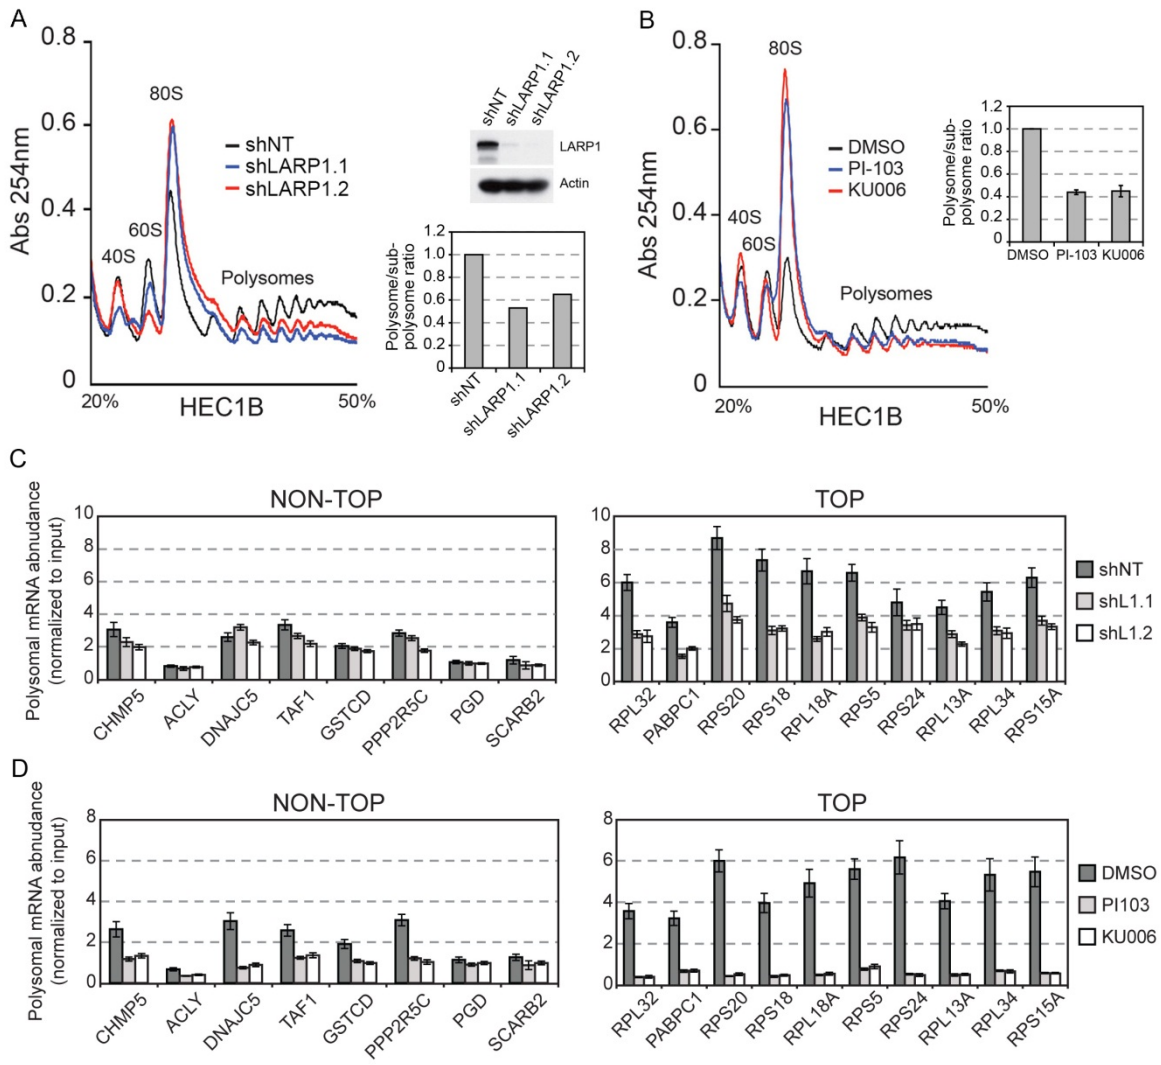 A
0.8
0.6
0.4
0.2
0
Abs 254nm
80S
60S
40S
Polysomes
shNT
shLARP1.1
shLARP1.2
20%
HEC1B
50%
shNT
shLARP1.1
shLARP1.2
LARP1
Actin
Polysome/sub-
polysome ratio
1.2
1.0
0.8
0.6
0.4
0.2
0
shNT
shLARP1.1
shLARP1.2
B
0.8
0.6
0.4
0.2
0
Abs 254nm
80S
40S
60S
Polysomes
DMSO
PI-103
KU006
20%
HEC1B
50%
Polysome/sub-
polysome ratio
1.2
1.0
0.8
0.6
0.4
0.2
0
DMSO
PI-103
KU006
C
Polysomal mRNA abnudance
(normalized to input)
NON-TOP
10
8
6
4
2
0
CHMP5
ACLY
DNAJC5
TAF1
GSTCD
PPP2R5C
PGD
SCARB2
TOP
10
8
6
4
2
0
RPL32
PABPC1
RPS20
RPS18
RPL18A
RPS5
RPS24
RPL13A
RPL34
RPS15A
shNT
shL1.1
shL1.2
D
Polysomal mRNA abnudance
(normalized to input)
NON-TOP
8
6
4
2
0
CHMP5
ACLY
DNAJC5
TAF1
GSTCD
PPP2R5C
PGD
SCARB2
TOP
8
6
4
2
0
RPL32
PABPC1
RPS20
RPS18
RPL18A
RPS5
RPS24
RPL13A
RPL34
RPS15A
DMSO
PI103
KU006